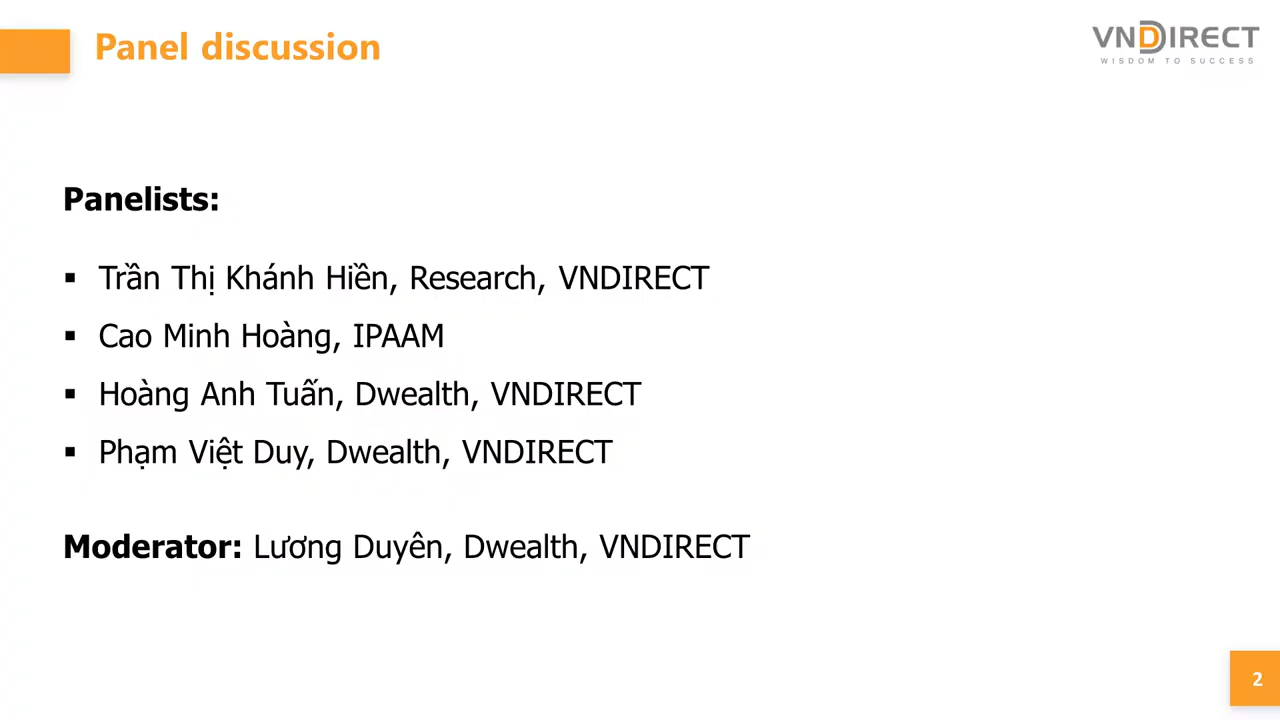 Panel discussion
VNDIRECT
WISDOM TO SUCCESS
Panelists:
▪ Trần Thị Khánh Hiền, Research, VNDIRECT
▪ Cao Minh Hoàng, IPAAM
▪ Hoàng Anh Tuấn, Dwealth, VNDIRECT
▪ Phạm Việt Duy, Dwealth, VNDIRECT
Moderator: Lương Duyên, Dwealth, VNDIRECT
2